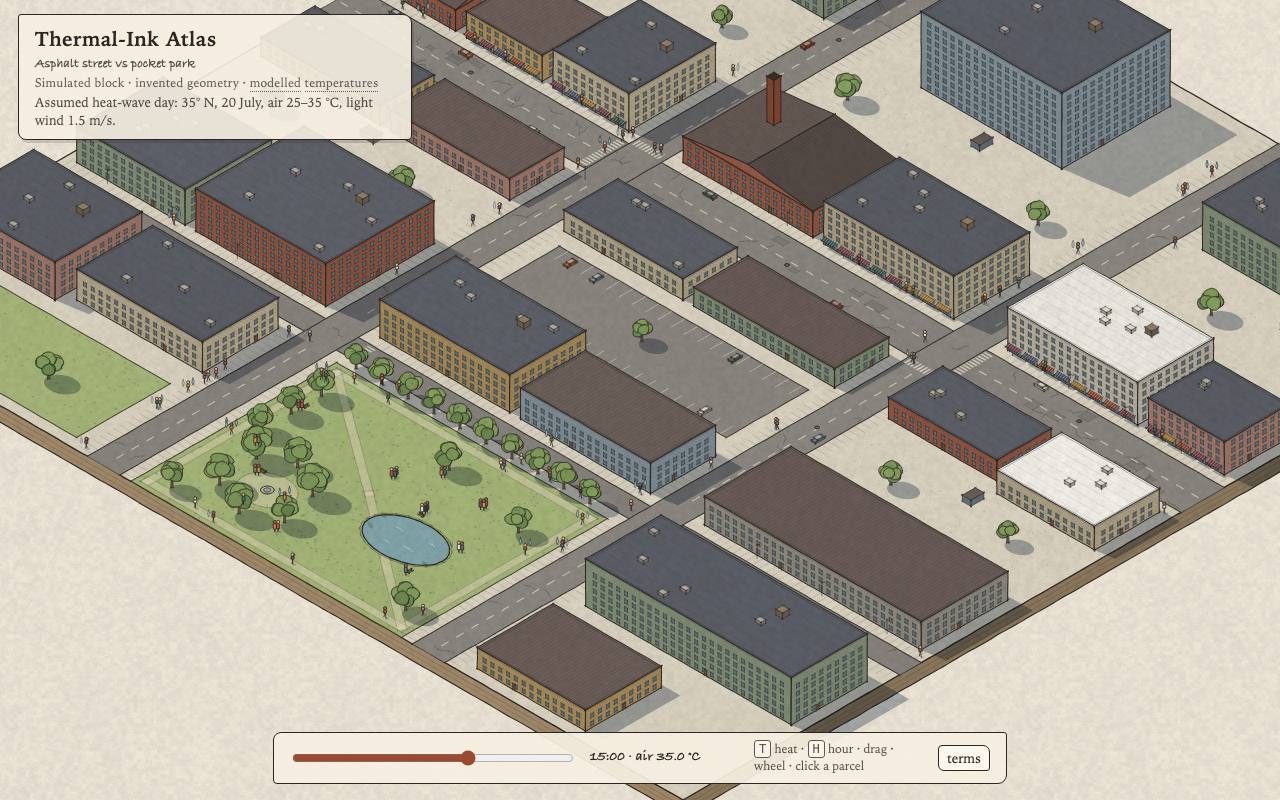 Thermal-Ink Atlas
Asphalt street vs pocket park
Simulated block · invented geometry · modelled temperatures
Assumed heat-wave day: 35° N, 20 July, air 25–35 °C, light
wind 1.5 m/s.
15:00 · air 35.0 °C
T heat · H hour · drag ·
wheel · click a parcel
terms